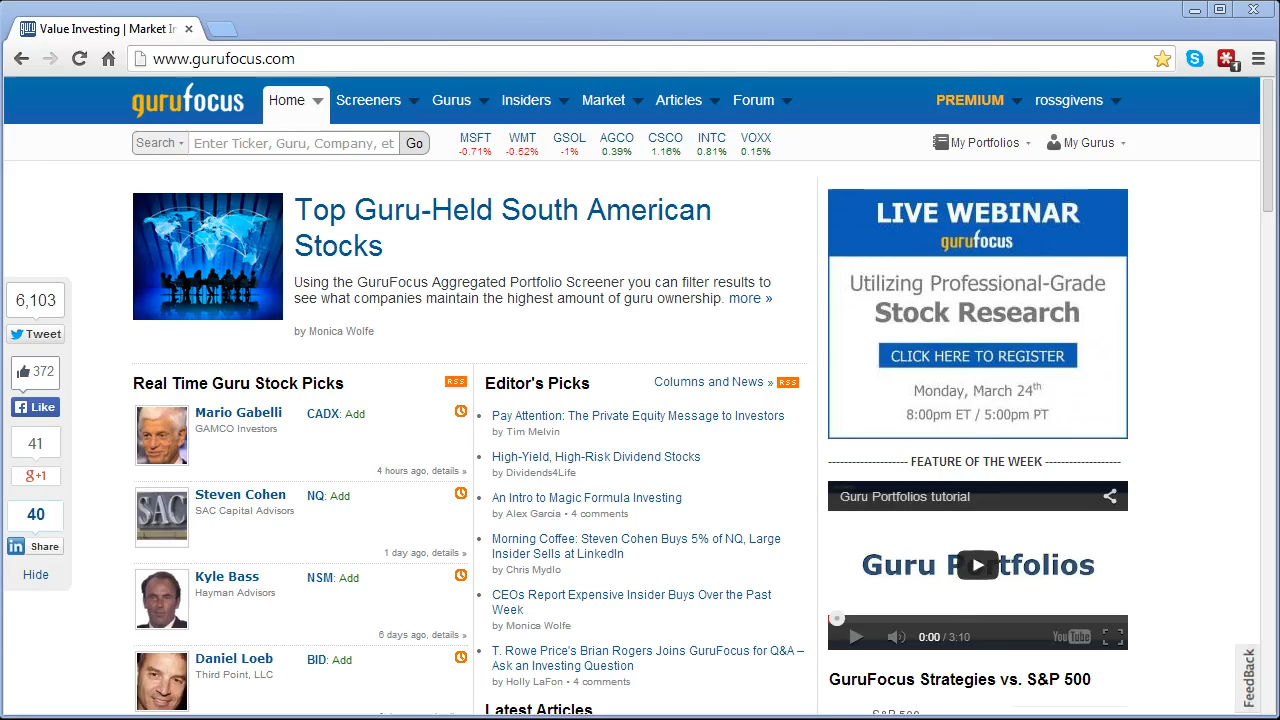 Value Investing | Market In
www.gurufocus.com
1
gurufocus
Home
Screeners
Gurus
Insiders
Market
Articles
Forum
PREMIUM
rossgivens
Search
Enter Ticker, Guru, Company, et
Go
MSFT
-0.71%
WMT
-0.52%
GSOL
-1%
AGCO
0.39%
CSCO
1.16%
INTC
0.81%
VOXX
0.15%
My Portfolios
My Gurus
6,103
Tweet
372
Like
41
g+1
40
in Share
Hide
Top Guru-Held South American
Stocks
Using the GuruFocus Aggregated Portfolio Screener you can filter results to
see what companies maintain the highest amount of guru ownership. more »
by Monica Wolfe
Real Time Guru Stock Picks
RSS
Mario Gabelli
GAMCO Investors
CADX: Add
4 hours ago, details »
SAC
Steven Cohen
SAC Capital Advisors
NQ: Add
1 day ago, details »
Kyle Bass
Hayman Advisors
NSM: Add
6 days ago, details »
Daniel Loeb
Third Point, LLC
BID: Add
Editor's Picks
Columns and News »
RSS
• Pay Attention: The Private Equity Message to Investors
by Tim Melvin
• High-Yield, High-Risk Dividend Stocks
by Dividends4Life
• An Intro to Magic Formula Investing
by Alex Garcia • 4 comments
• Morning Coffee: Steven Cohen Buys 5% of NQ, Large
Insider Sells at LinkedIn
by Chris Mydlo
• CEOs Report Expensive Insider Buys Over the Past
Week
by Monica Wolfe
• T. Rowe Price's Brian Rogers Joins GuruFocus for Q&A –
Ask an Investing Question
by Holly LaFon • 4 comments
Latest Articles
LIVE WEBINAR
gurufocus
Utilizing Professional-Grade
Stock Research
CLICK HERE TO REGISTER
Monday, March 24th
8:00pm ET / 5:00pm PT
-------------------- FEATURE OF THE WEEK -------------------
Guru Portfolios tutorial
Guru Portfolios
0:00 / 3:10
YouTube
GuruFocus Strategies vs. S&P 500
S&P 500
FeedBack